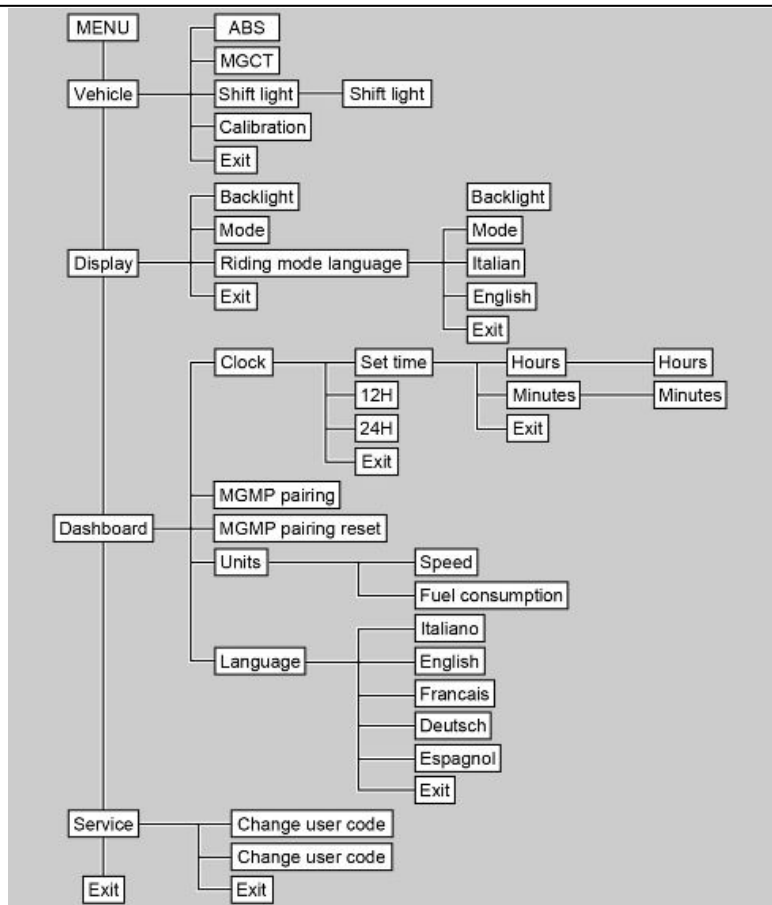 MENU
ABS
MGCT
Vehicle
Shift light
Shift light
Calibration
Exit
Backlight
Backlight
Mode
Mode
Display
Riding mode language
Italian
Exit
English
Exit
Clock
Set time
Hours
Hours
12H
Minutes
Minutes
24H
Exit
Exit
MGMP pairing
Dashboard
MGMP pairing reset
Units
Speed
Fuel consumption
Italiano
Language
English
Francais
Deutsch
Espagnol
Exit
Service
Change user code
Change user code
Exit
Exit